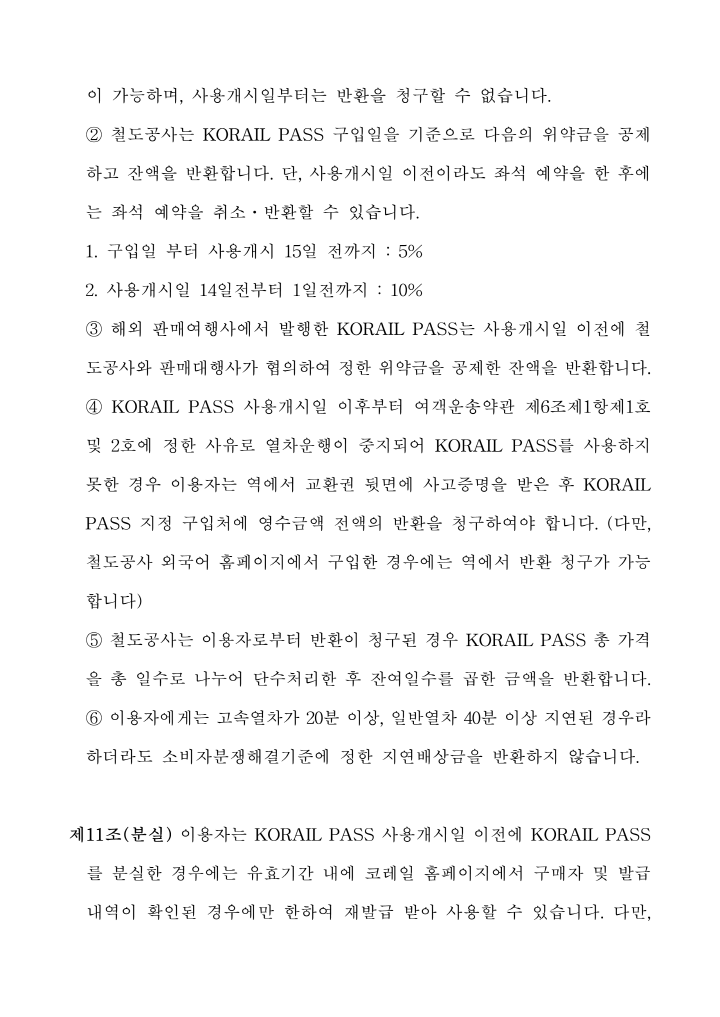 이 가능하며, 사용개시일부터는 반환을 청구할 수 없습니다.
② 철도공사는 KORAIL PASS 구입일을 기준으로 다음의 위약금을 공제
하고 잔액을 반환합니다. 단, 사용개시일 이전이라도 좌석 예약을 한 후에
는 좌석 예약을 취소·반환할 수 있습니다.
1. 구입일 부터 사용개시 15일 전까지 : 5%
2. 사용개시일 14일전부터 1일전까지 : 10%
③ 해외 판매여행사에서 발행한 KORAIL PASS는 사용개시일 이전에 철
도공사와 판매대행사가 협의하여 정한 위약금을 공제한 잔액을 반환합니다.
④ KORAIL PASS 사용개시일 이후부터 여객운송약관 제6조제1항제1호
및 2호에 정한 사유로 열차운행이 중지되어 KORAIL PASS를 사용하지
못한 경우 이용자는 역에서 교환권 뒷면에 사고증명을 받은 후 KORAIL
PASS 지정 구입처에 영수금액 전액의 반환을 청구하여야 합니다. (다만,
철도공사 외국어 홈페이지에서 구입한 경우에는 역에서 반환 청구가 가능
합니다)
⑤ 철도공사는 이용자로부터 반환이 청구된 경우 KORAIL PASS 총 가격
을 총 일수로 나누어 단수처리한 후 잔여일수를 곱한 금액을 반환합니다.
⑥ 이용자에게는 고속열차가 20분 이상, 일반열차 40분 이상 지연된 경우라
하더라도 소비자분쟁해결기준에 정한 지연배상금을 반환하지 않습니다.
제11조(분실) 이용자는 KORAIL PASS 사용개시일 이전에 KORAIL PASS
를 분실한 경우에는 유효기간 내에 코레일 홈페이지에서 구매자 및 발급
내역이 확인된 경우에만 한하여 재발급 받아 사용할 수 있습니다. 다만,